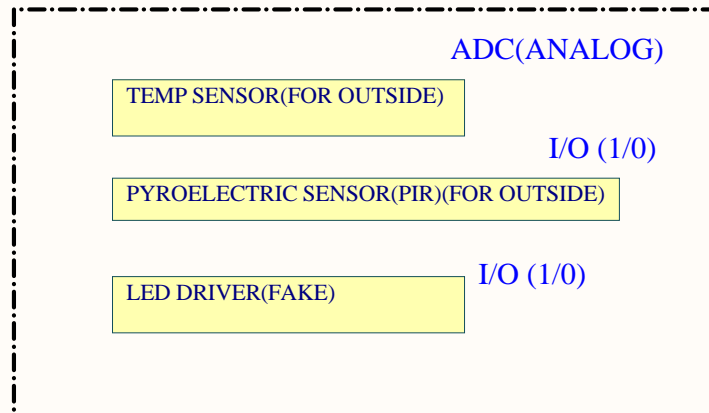 ADC(ANALOG)
TEMP SENSOR(FOR OUTSIDE)
I/O (1/0)
PYROELECTRIC SENSOR(PIR)(FOR OUTSIDE)
I/O (1/0)
LED DRIVER(FAKE)